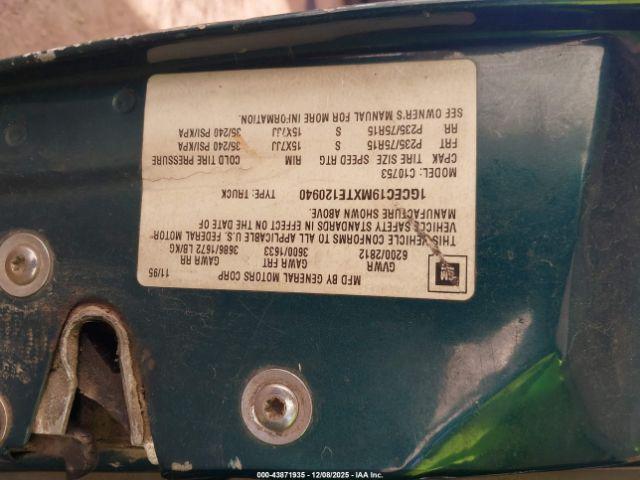 MFD BY GENERAL MOTORS CORP 11/95
GVWR GAWR FRT GAWR RR
6200/2812 3600/1633 3686/1672 LB/KG
THIS VEHICLE CONFORMS TO ALL APPLICABLE U.S. FEDERAL MOTOR
VEHICLE SAFETY STANDARDS IN EFFECT ON THE DATE OF
MANUFACTURE SHOWN ABOVE.
1GCEC19MXTE120940 TYPE: TRUCK
MODEL: C10753
CPAK TIRE SIZE SPEED RTG RIM COLD TIRE PRESSURE
FRT P235/75R15 S 15X7JJ 35/240 PSI/KPA
RR P235/75R15 S 15X7JJ 35/240 PSI/KPA
SEE OWNER'S MANUAL FOR MORE INFORMATION.
GM
000-43871935 - 12/08/2025 - IAA Inc.